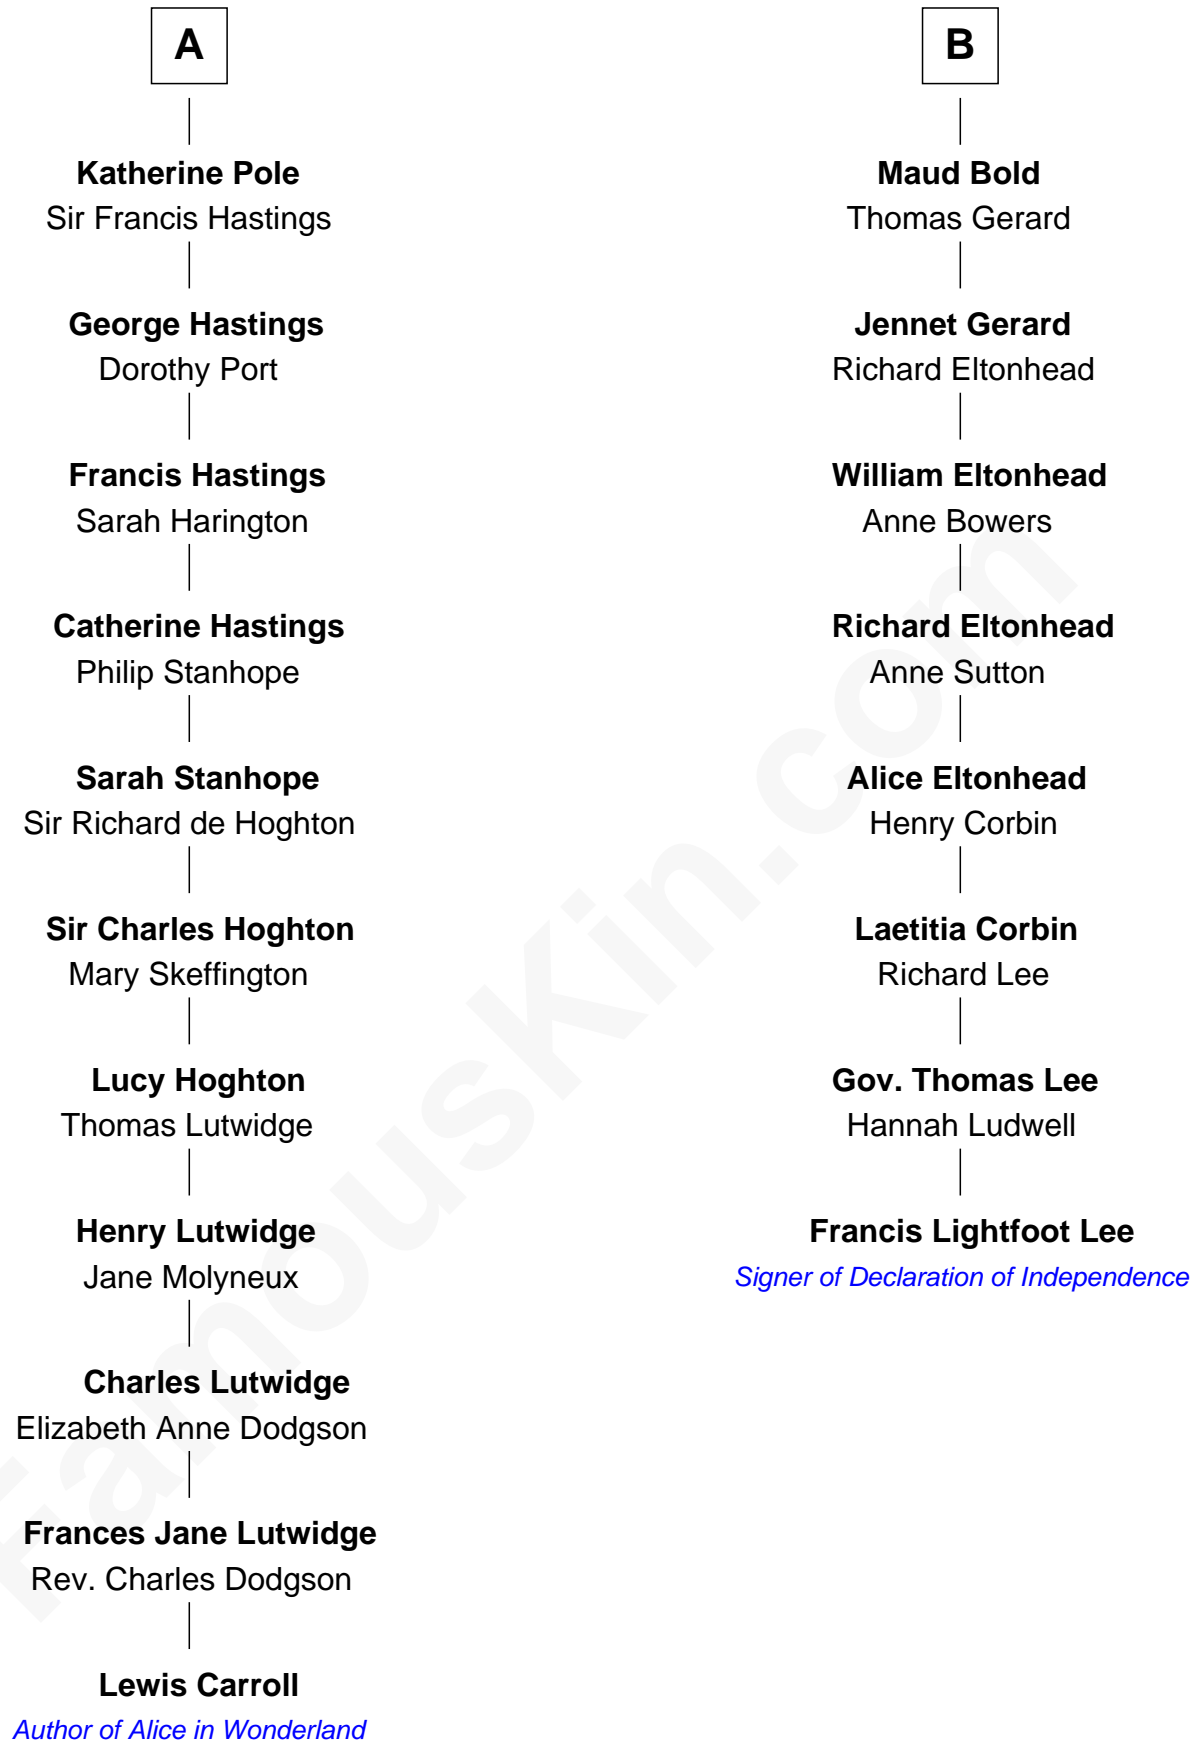 A
Katherine Pole
Sir Francis Hastings
George Hastings
Dorothy Port
Francis Hastings
Sarah Harington
Catherine Hastings
Philip Stanhope
Sarah Stanhope
Sir Richard de Hoghton
Sir Charles Hoghton
Mary Skeffington
Lucy Hoghton
Thomas Lutwidge
Henry Lutwidge
Jane Molyneux
Charles Lutwidge
Elizabeth Anne Dodgson
Frances Jane Lutwidge
Rev. Charles Dodgson
Lewis Carroll
Author of Alice in Wonderland
B
Maud Bold
Thomas Gerard
Jennet Gerard
Richard Eltonhead
William Eltonhead
Anne Bowers
Richard Eltonhead
Anne Sutton
Alice Eltonhead
Henry Corbin
Laetitia Corbin
Richard Lee
Gov. Thomas Lee
Hannah Ludwell
Francis Lightfoot Lee
Signer of Declaration of Independence
FamousKin.com